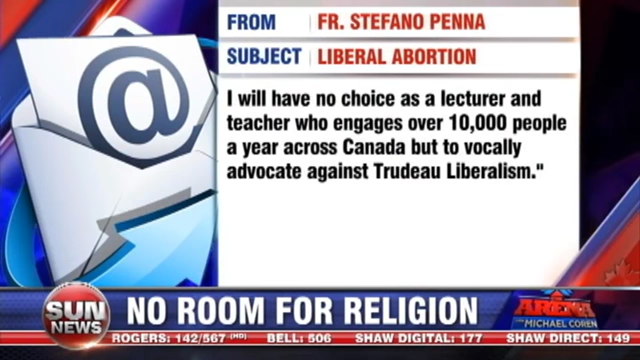 FROM FR. STEFANO PENNA
SUBJECT LIBERAL ABORTION
I will have no choice as a lecturer and
teacher who engages over 10,000 people
a year across Canada but to vocally
advocate against Trudeau Liberalism."
@
SUN
NEWS
NO ROOM FOR RELIGION
ARENA
WITH MICHAEL COREN
ROGERS: 142/567 (HD) BELL: 506 SHAW DIGITAL: 177 SHAW DIRECT: 149